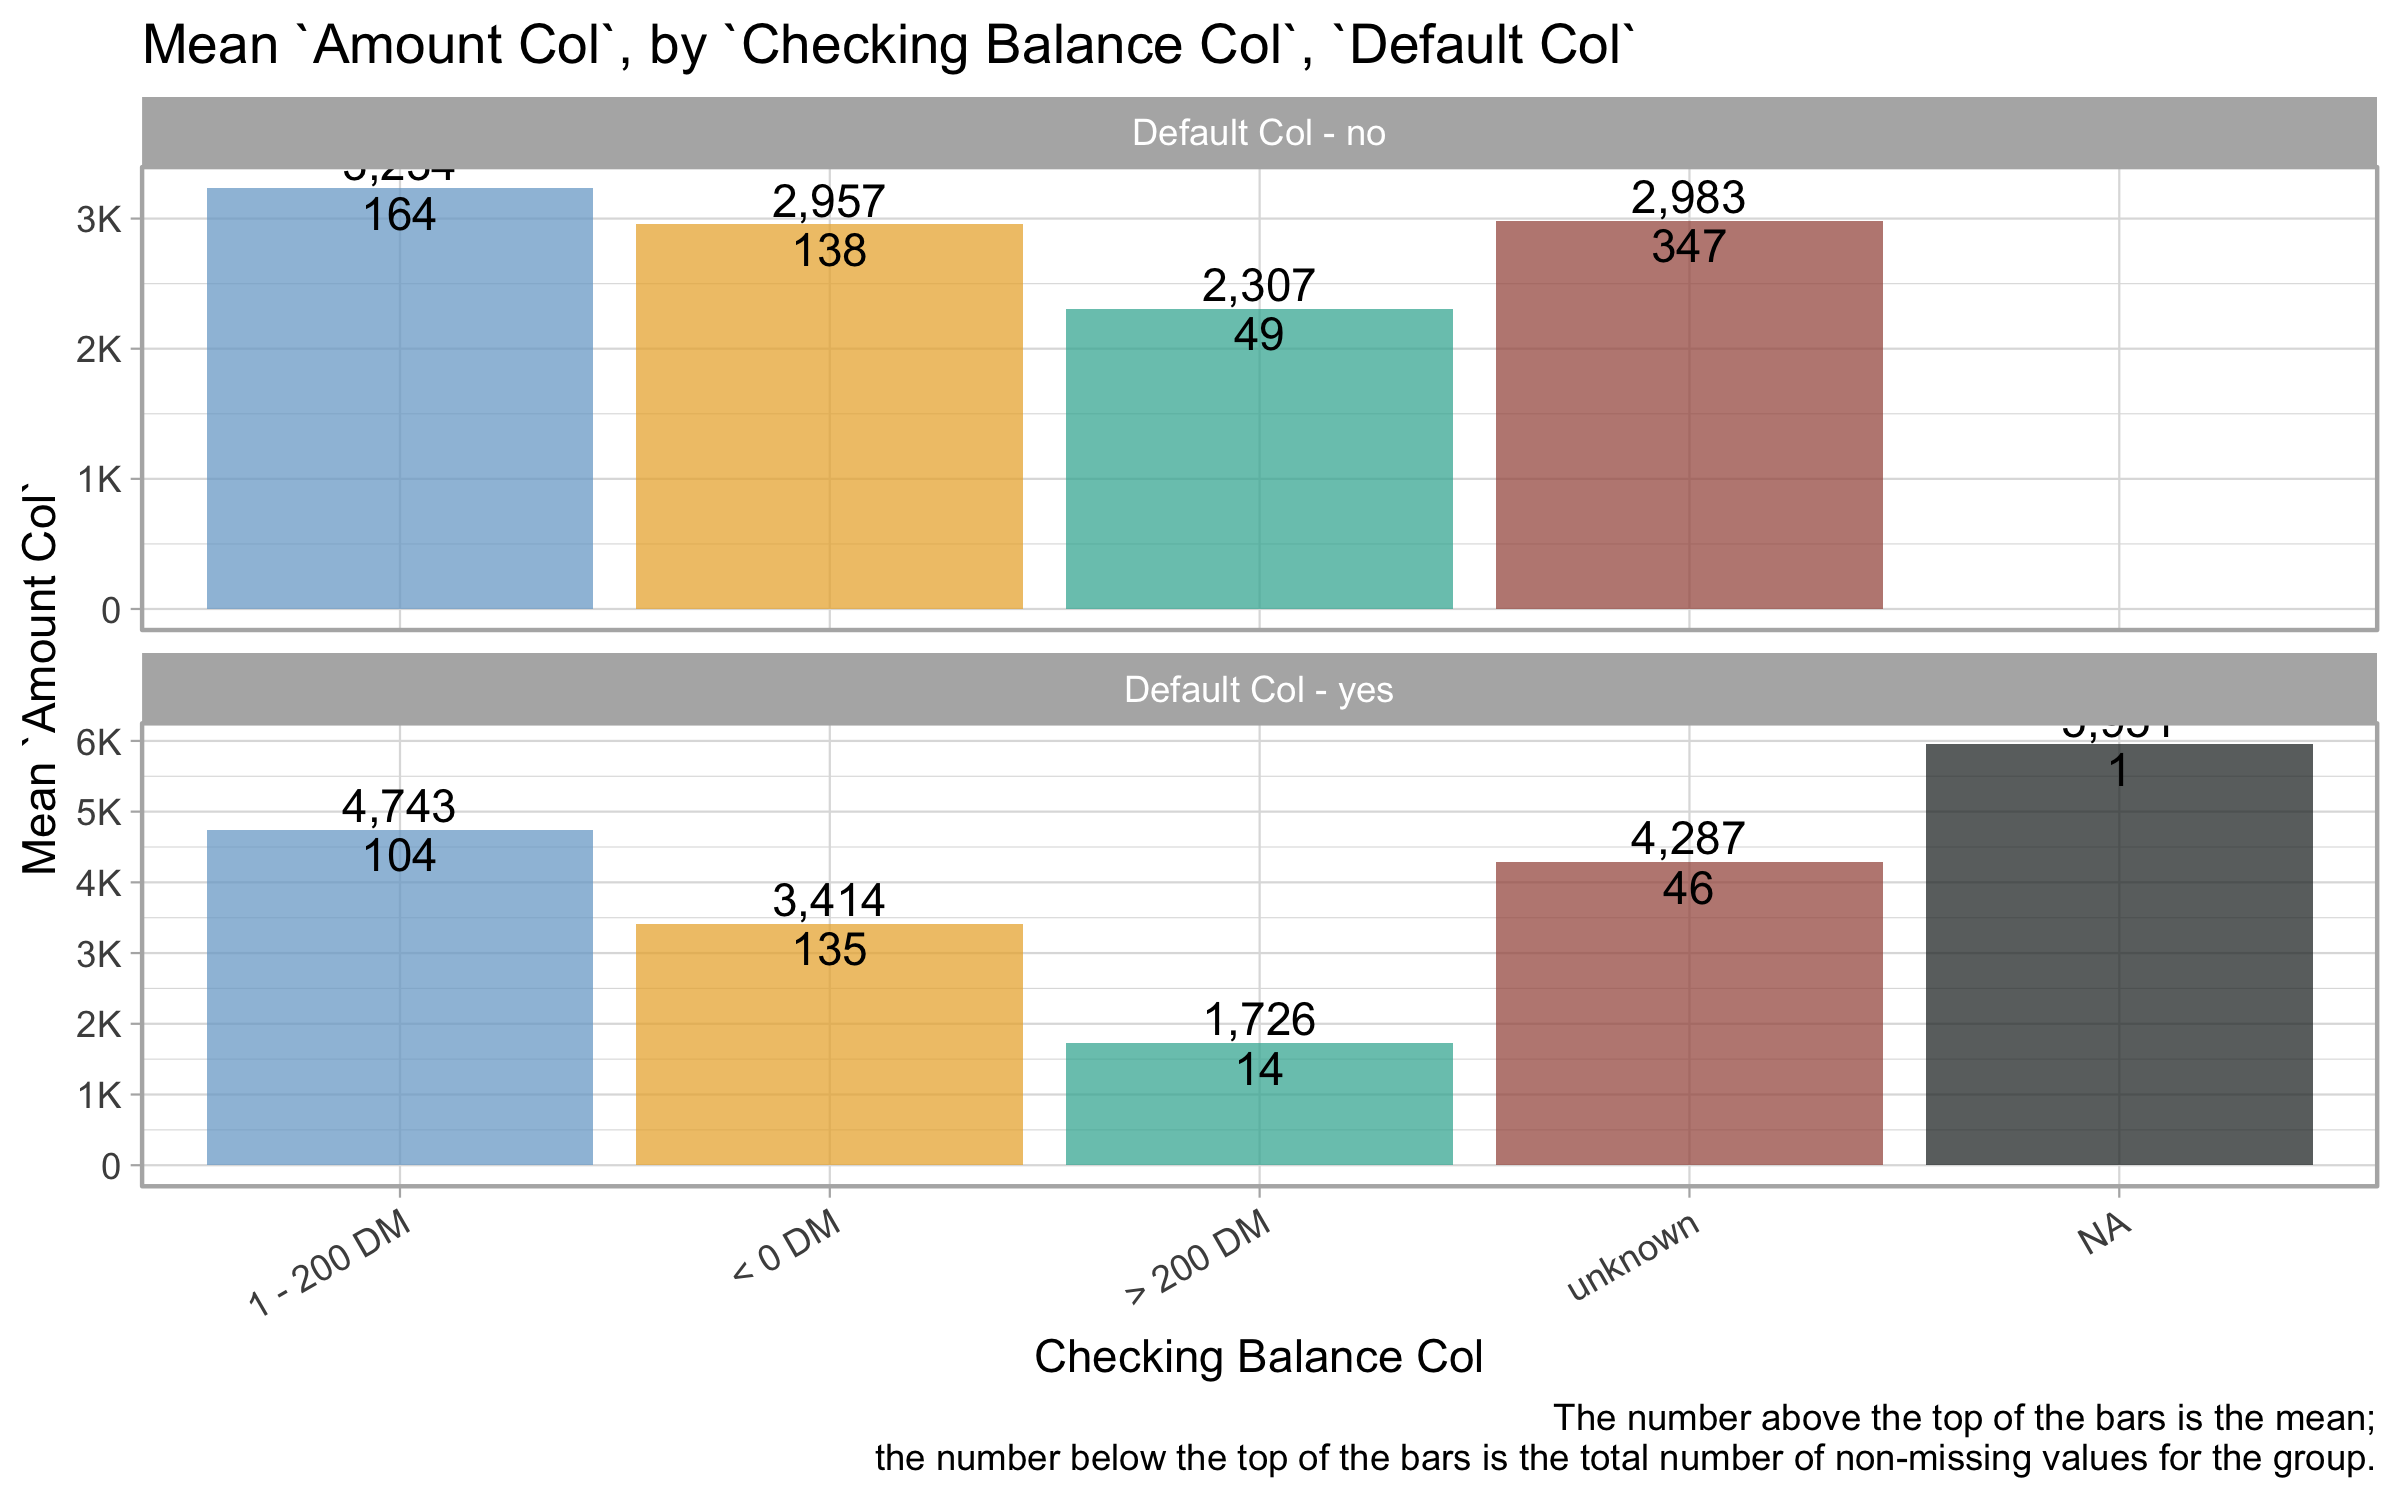 Mean `Amount Col`, by `Checking Balance Col`, `Default Col`
Default Col - no
3K
2K
1K
0
164
2,957
138
2,307
49
2,983
347
Mean `Amount Col`
Default Col - yes
6K
5K
4K
3K
2K
1K
0
4,743
104
3,414
135
1,726
14
4,287
46
1
1 - 200 DM
< 0 DM
> 200 DM
unknown
NA
Checking Balance Col
The number above the top of the bars is the mean;
the number below the top of the bars is the total number of non-missing values for the group.